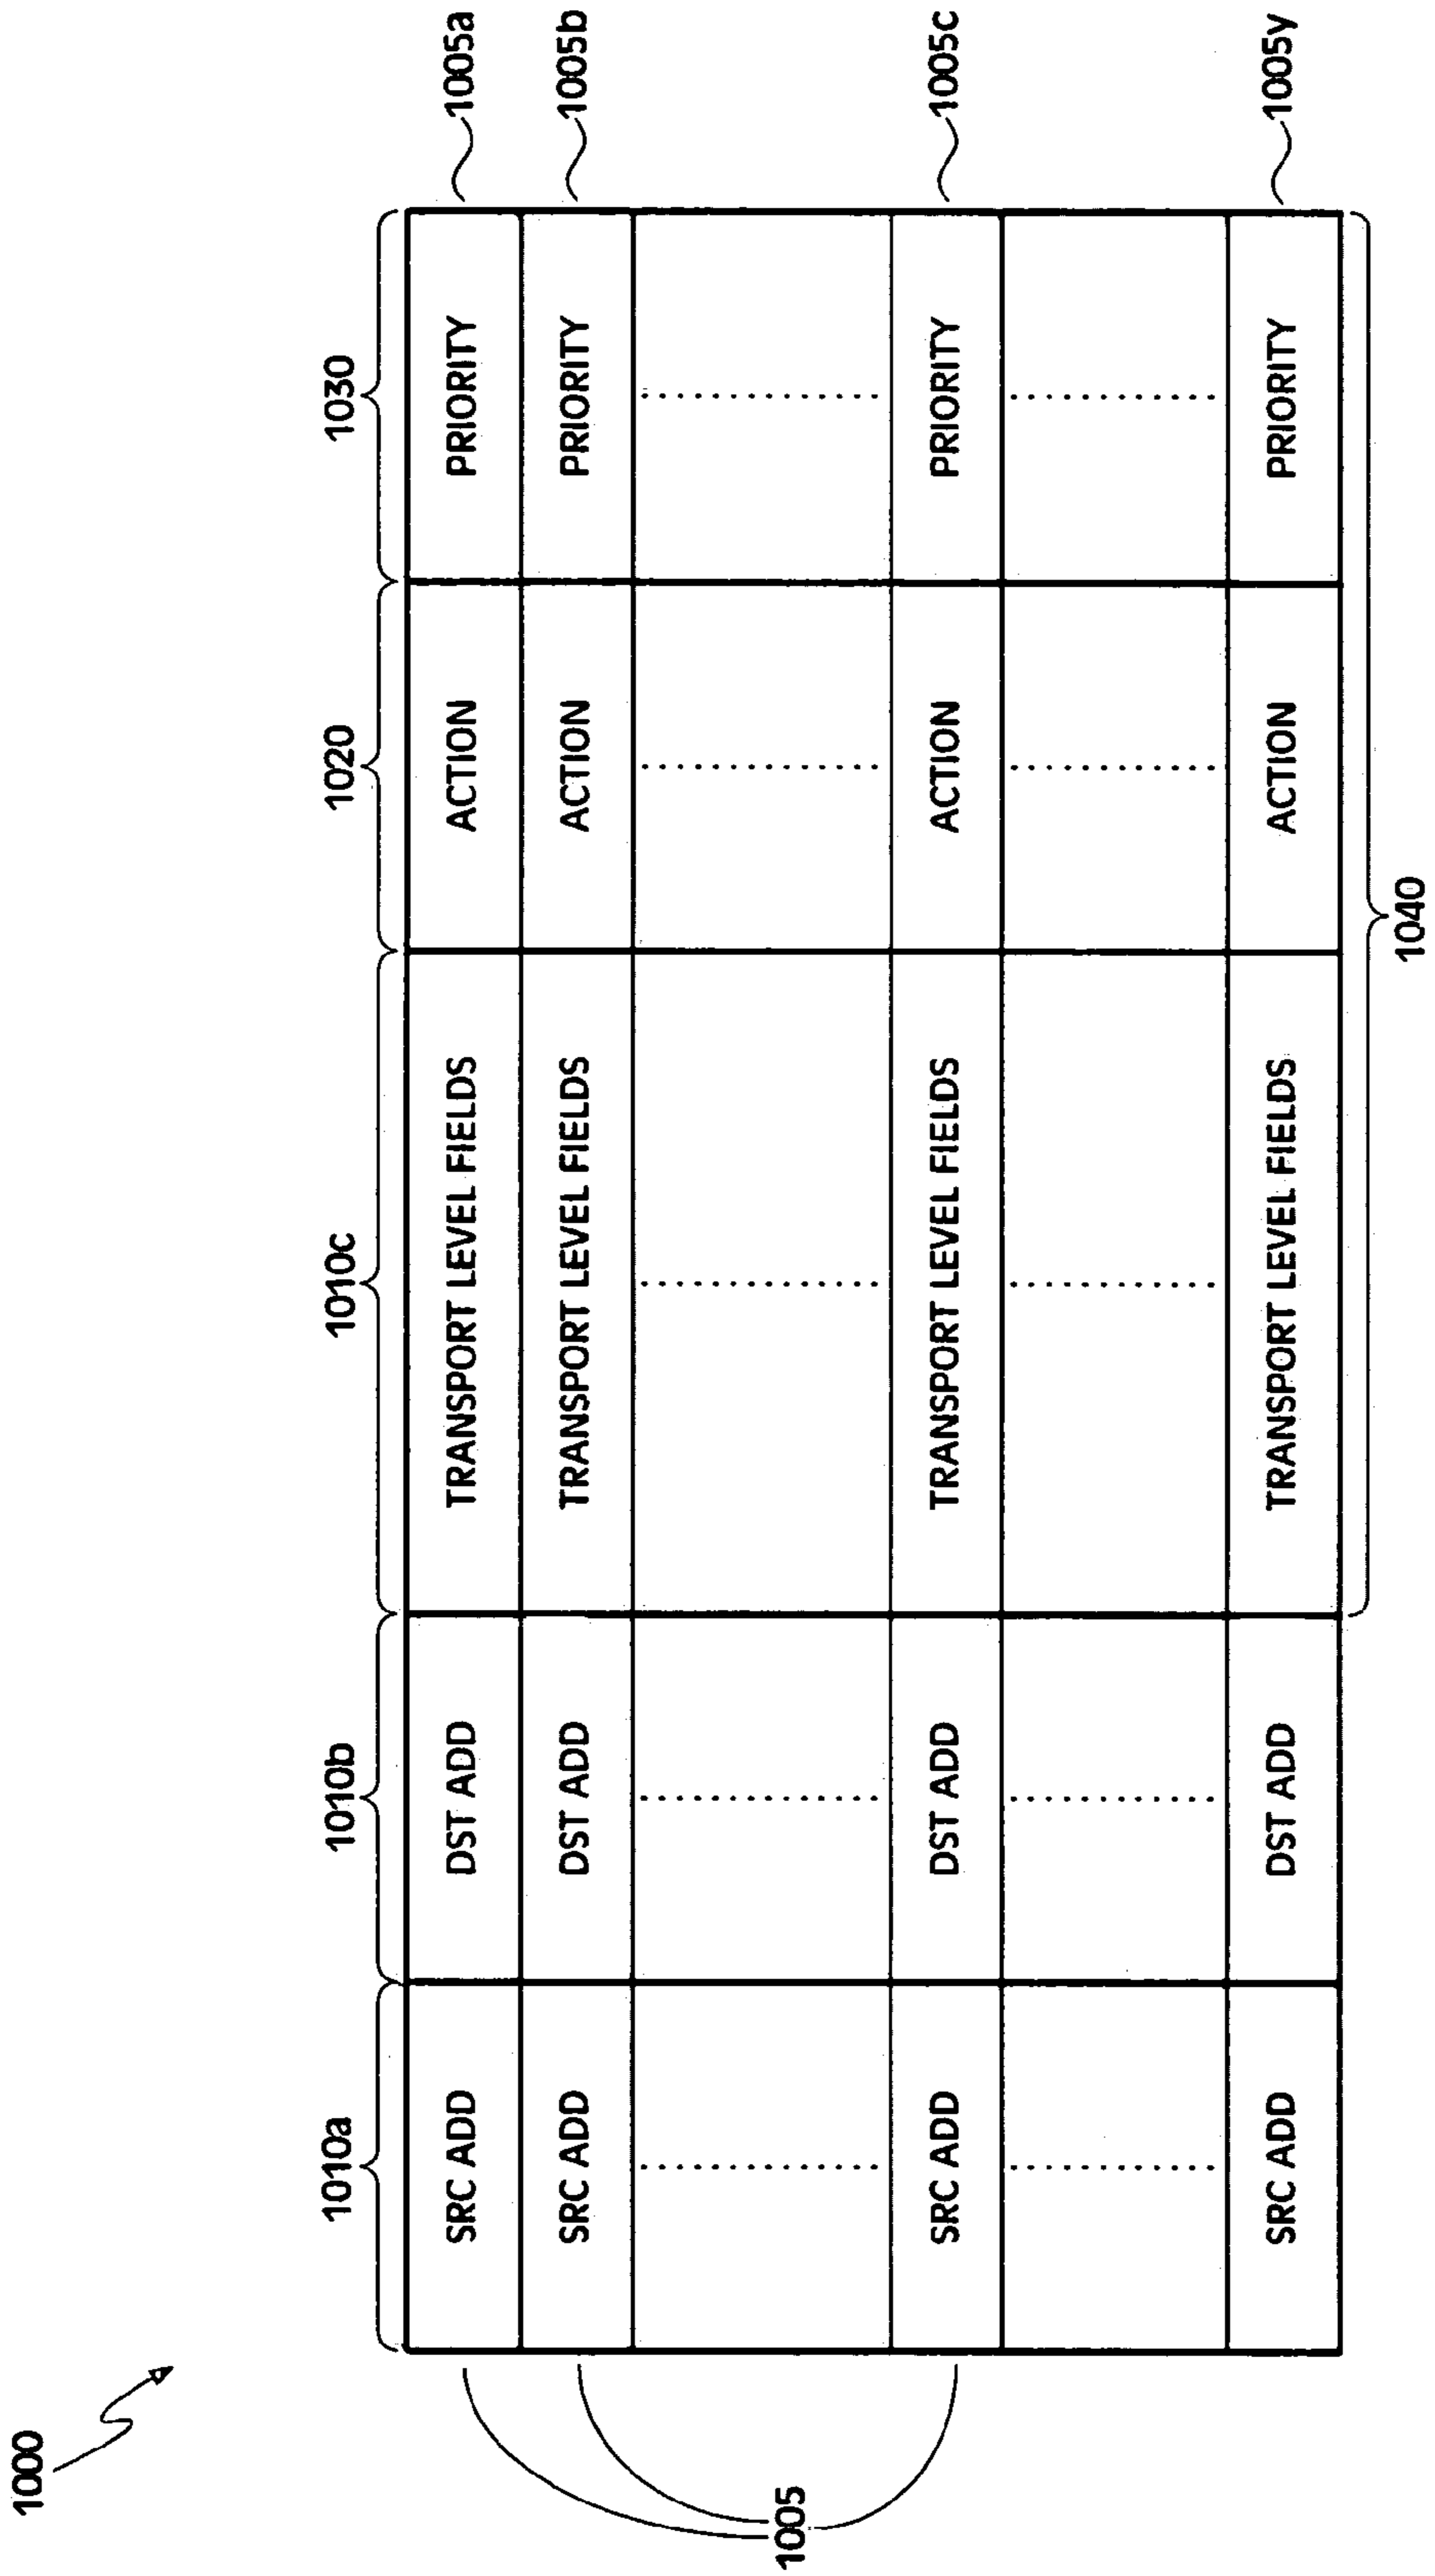 1000
1010a 1010b 1010c 1020 1030
SRC ADD DST ADD TRANSPORT LEVEL FIELDS ACTION PRIORITY 1005a
SRC ADD DST ADD TRANSPORT LEVEL FIELDS ACTION PRIORITY 1005b
1005
SRC ADD DST ADD TRANSPORT LEVEL FIELDS ACTION PRIORITY 1005c
SRC ADD DST ADD TRANSPORT LEVEL FIELDS ACTION PRIORITY 1005y
1040